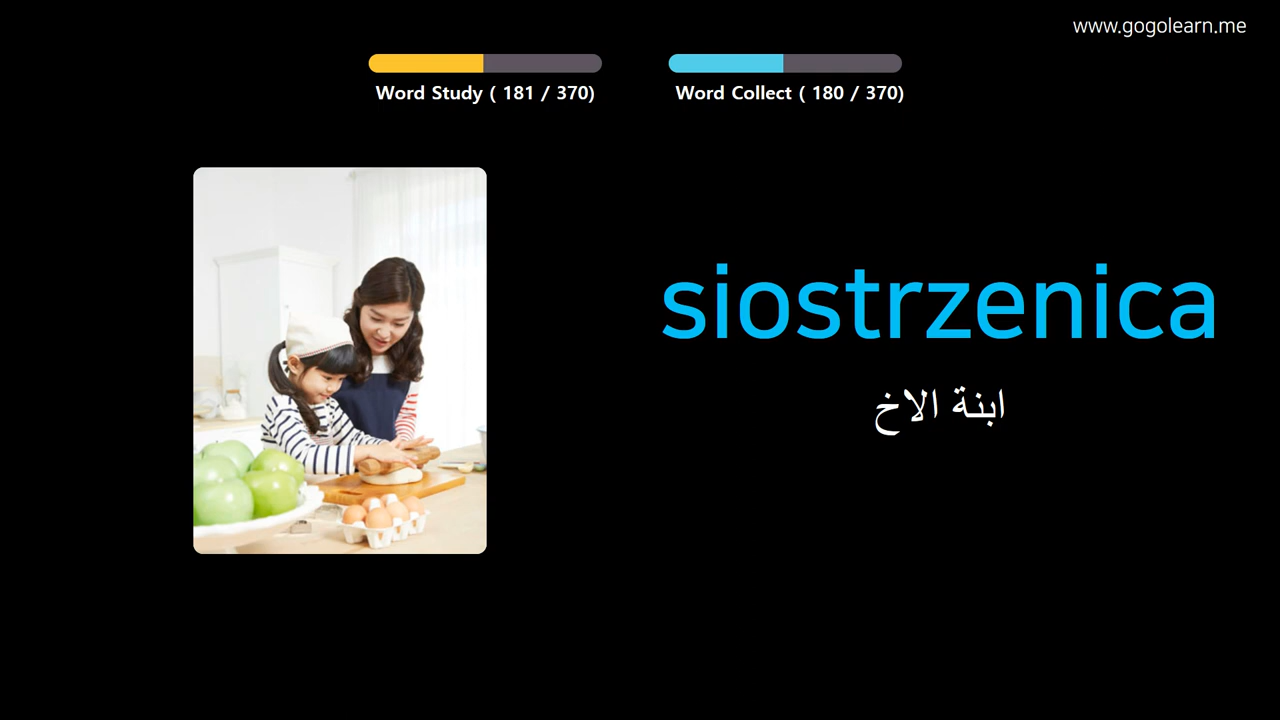 www.gogolearn.me
Word Study ( 181 / 370)
Word Collect ( 180 / 370)
siostrzenica
ابنة الاخ